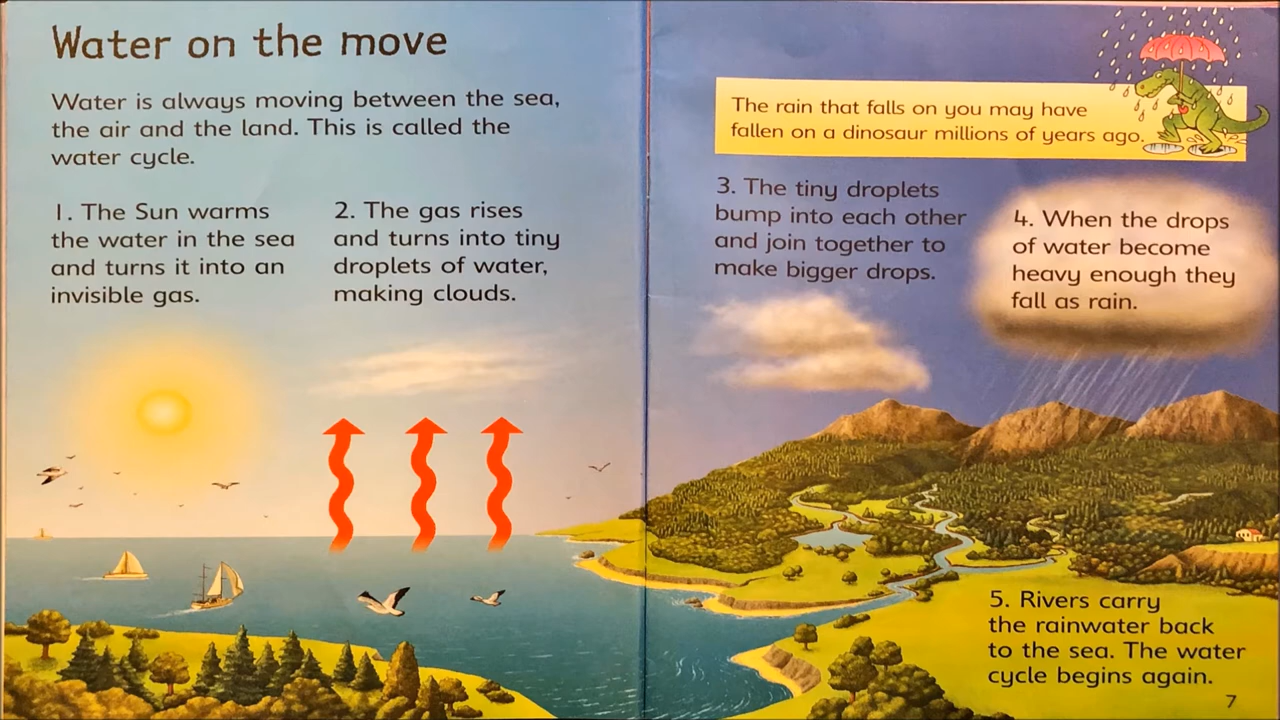 Water on the move
Water is always moving between the sea,
the air and the land. This is called the
water cycle.
1. The Sun warms
the water in the sea
and turns it into an
invisible gas.
2. The gas rises
and turns into tiny
droplets of water,
making clouds.
The rain that falls on you may have
fallen on a dinosaur millions of years ago.
3. The tiny droplets
bump into each other
and join together to
make bigger drops.
4. When the drops
of water become
heavy enough they
fall as rain.
5. Rivers carry
the rainwater back
to the sea. The water
cycle begins again.
7